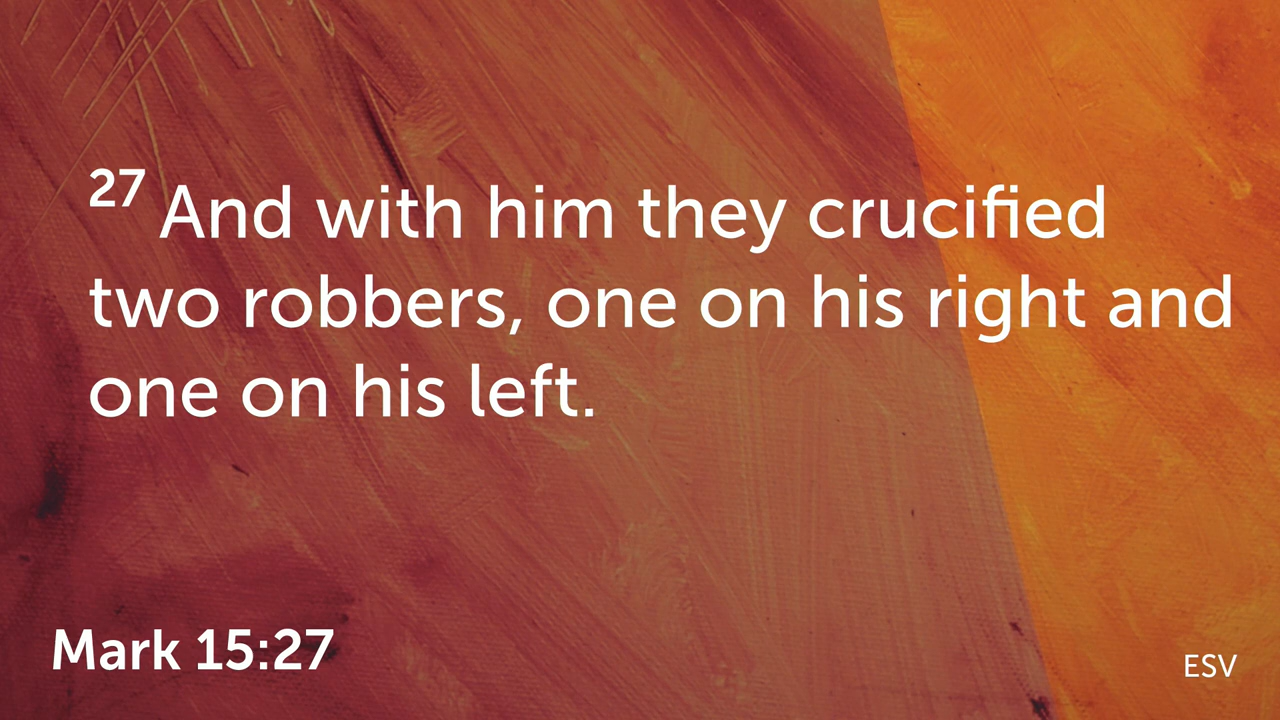 27 And with him they crucified
two robbers, one on his right and
one on his left.
Mark 15:27
ESV